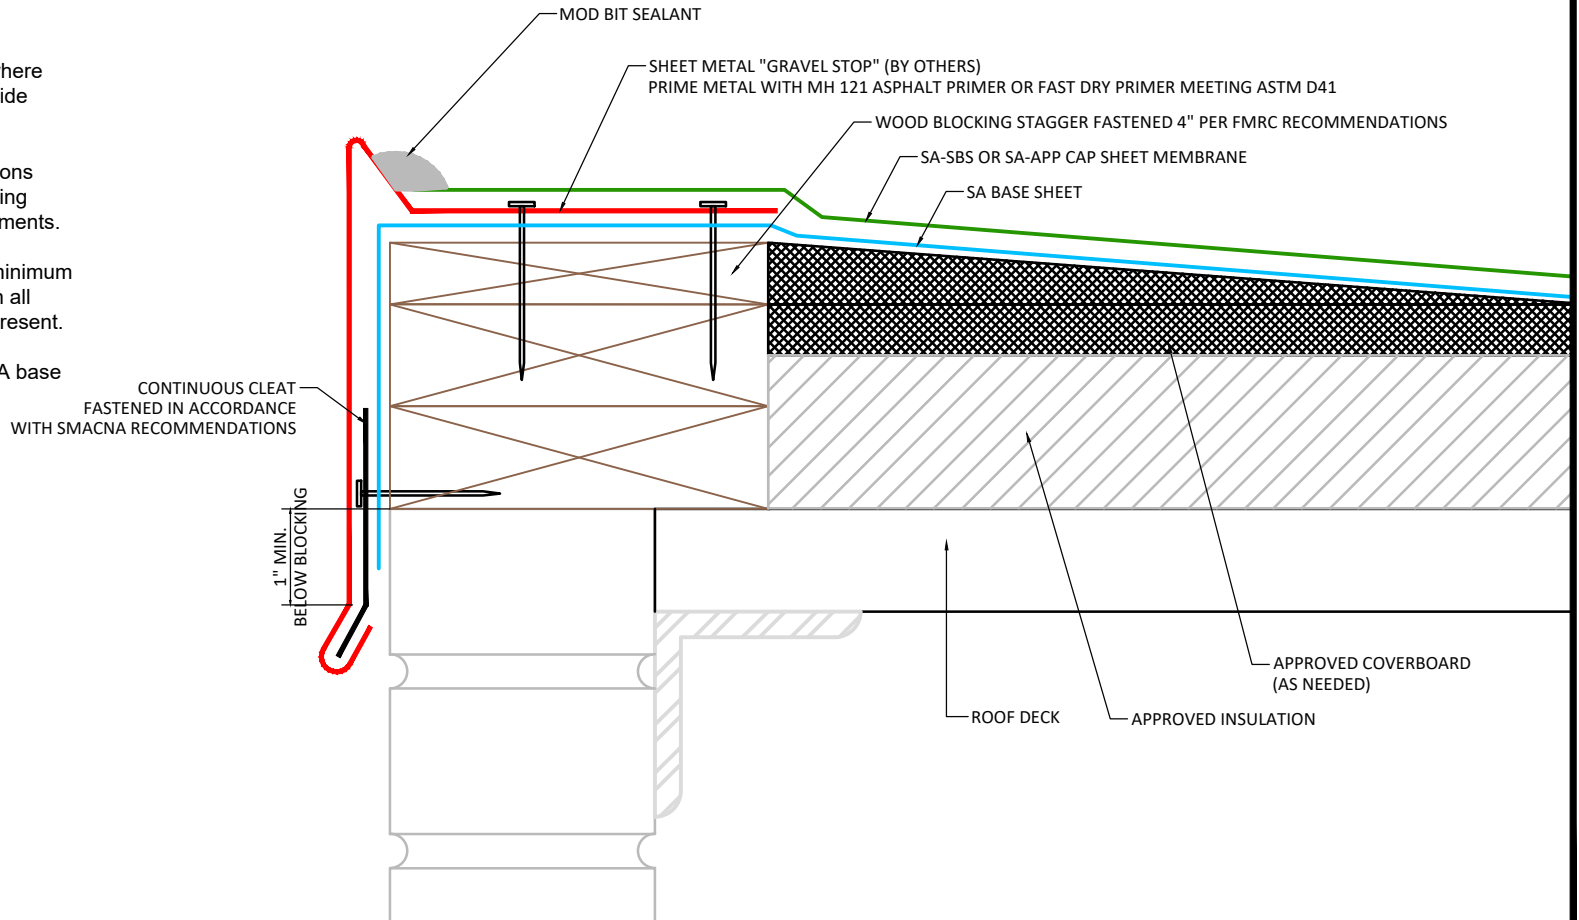 MOD BIT SEALANT
SHEET METAL "GRAVEL STOP" (BY OTHERS)
PRIME METAL WITH MH 121 ASPHALT PRIMER OR FAST DRY PRIMER MEETING ASTM D41
WOOD BLOCKING STAGGER FASTENED 4" PER FMRC RECOMMENDATIONS
SA-SBS OR SA-APP CAP SHEET MEMBRANE
SA BASE SHEET
here
ide
ons
ing
ments.
minimum
all
resent.
A base
CONTINUOUS CLEAT
FASTENED IN ACCORDANCE
WITH SMACNA RECOMMENDATIONS
1" MIN.
BELOW BLOCKING
APPROVED COVERBOARD
(AS NEEDED)
ROOF DECK
APPROVED INSULATION